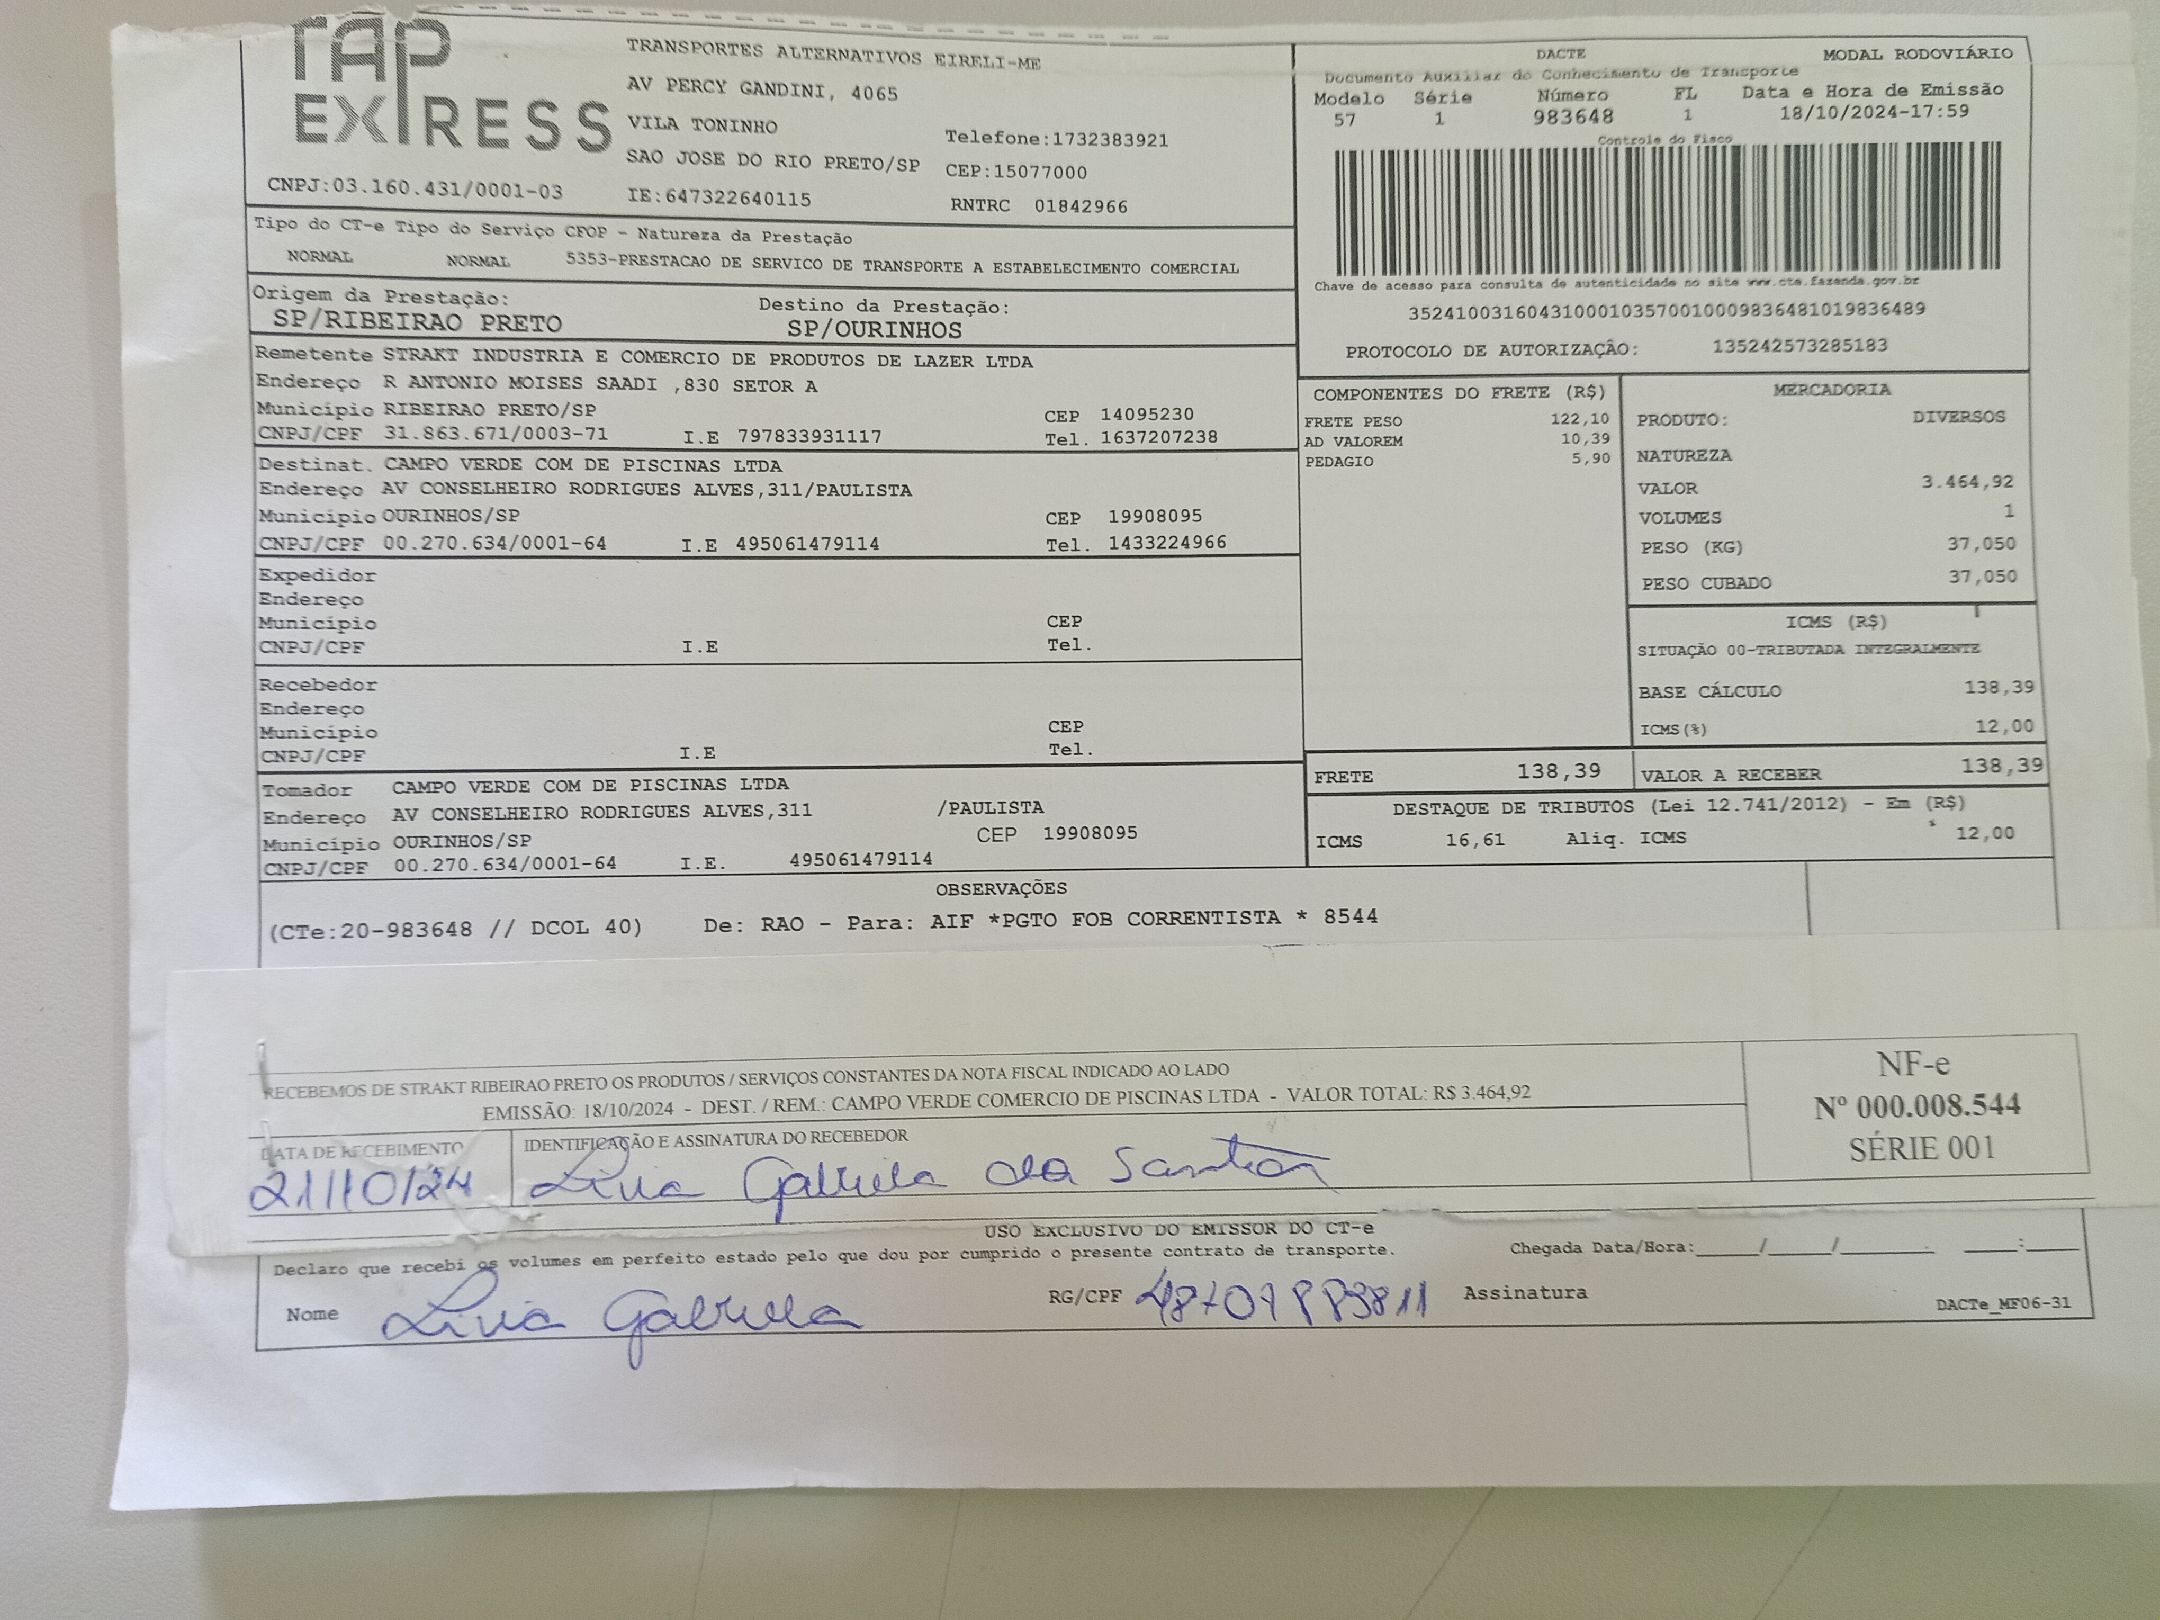 TAP
EXPRESS
TRANSPORTES ALTERNATIVOS EIRELI-ME
AV PERCY GANDINI, 4065
VILA TONINHO
Telefone:1732383921
SAO JOSE DO RIO PRETO/SP CEP:15077000
CNPJ:03.160.431/0001-03 IE:647322640115 RNTRC 01842966
DACTE MODAL RODOVIÁRIO
Documento Auxiliar do Conhecimento de Transporte
Modelo Série Número FL Data e Hora de Emissão
57 1 983648 1 18/10/2024-17:59
Controle do Fisco
Chave de acesso para consulta de autenticidade no site www.cte.fazenda.gov.br
35241003160431000103570010009836481019836489
PROTOCOLO DE AUTORIZAÇÃO: 135242573285183
Tipo do CT-e Tipo do Serviço CFOP - Natureza da Prestação
NORMAL NORMAL 5353-PRESTACAO DE SERVICO DE TRANSPORTE A ESTABELECIMENTO COMERCIAL
Origem da Prestação: Destino da Prestação:
SP/RIBEIRAO PRETO SP/OURINHOS
Remetente STRAKT INDUSTRIA E COMERCIO DE PRODUTOS DE LAZER LTDA
Endereço R ANTONIO MOISES SAADI ,830 SETOR A
Município RIBEIRAO PRETO/SP CEP 14095230
CNPJ/CPF 31.863.671/0003-71 I.E 797833931117 Tel. 1637207238
Destinat. CAMPO VERDE COM DE PISCINAS LTDA
Endereço AV CONSELHEIRO RODRIGUES ALVES,311/PAULISTA
Município OURINHOS/SP CEP 19908095
CNPJ/CPF 00.270.634/0001-64 I.E 495061479114 Tel. 1433224966
Expedidor
Endereço
Município CEP
CNPJ/CPF I.E Tel.
Recebedor
Endereço
Município CEP
CNPJ/CPF I.E Tel.
Tomador CAMPO VERDE COM DE PISCINAS LTDA
Endereço AV CONSELHEIRO RODRIGUES ALVES,311 /PAULISTA
Município OURINHOS/SP CEP 19908095
CNPJ/CPF 00.270.634/0001-64 I.E. 495061479114
COMPONENTES DO FRETE (R$)
FRETE PESO 122,10
AD VALOREM 10,39
PEDAGIO 5,90
MERCADORIA
PRODUTO: DIVERSOS
NATUREZA
VALOR 3.464,92
VOLUMES 1
PESO (KG) 37,050
PESO CUBADO 37,050
ICMS (R$)
SITUAÇÃO 00-TRIBUTADA INTEGRALMENTE
BASE CÁLCULO 138,39
ICMS(%) 12,00
FRETE 138,39 VALOR A RECEBER 138,39
DESTAQUE DE TRIBUTOS (Lei 12.741/2012) - Em (R$)
ICMS 16,61 Aliq. ICMS 12,00
OBSERVAÇÕES
(CTe:20-983648 // DCOL 40) De: RAO - Para: AIF *PGTO FOB CORRENTISTA * 8544
RECEBEMOS DE STRAKT RIBEIRAO PRETO OS PRODUTOS / SERVIÇOS CONSTANTES DA NOTA FISCAL INDICADO AO LADO
EMISSÃO: 18/10/2024 - DEST. / REM.: CAMPO VERDE COMERCIO DE PISCINAS LTDA - VALOR TOTAL: R$ 3.464,92
DATA DE RECEBIMENTO IDENTIFICAÇÃO E ASSINATURA DO RECEBEDOR
21/10/24 Livia Gabriela
NF-e
Nº 000.008.544
SÉRIE 001
USO EXCLUSIVO DO EMISSOR DO CT-e
Declaro que recebi os volumes em perfeito estado pelo que dou por cumprido o presente contrato de transporte. Chegada Data/Hora:____/____/____ ____:____
Nome Livia Gabriela RG/CPF Assinatura
DACTe_MF06-31